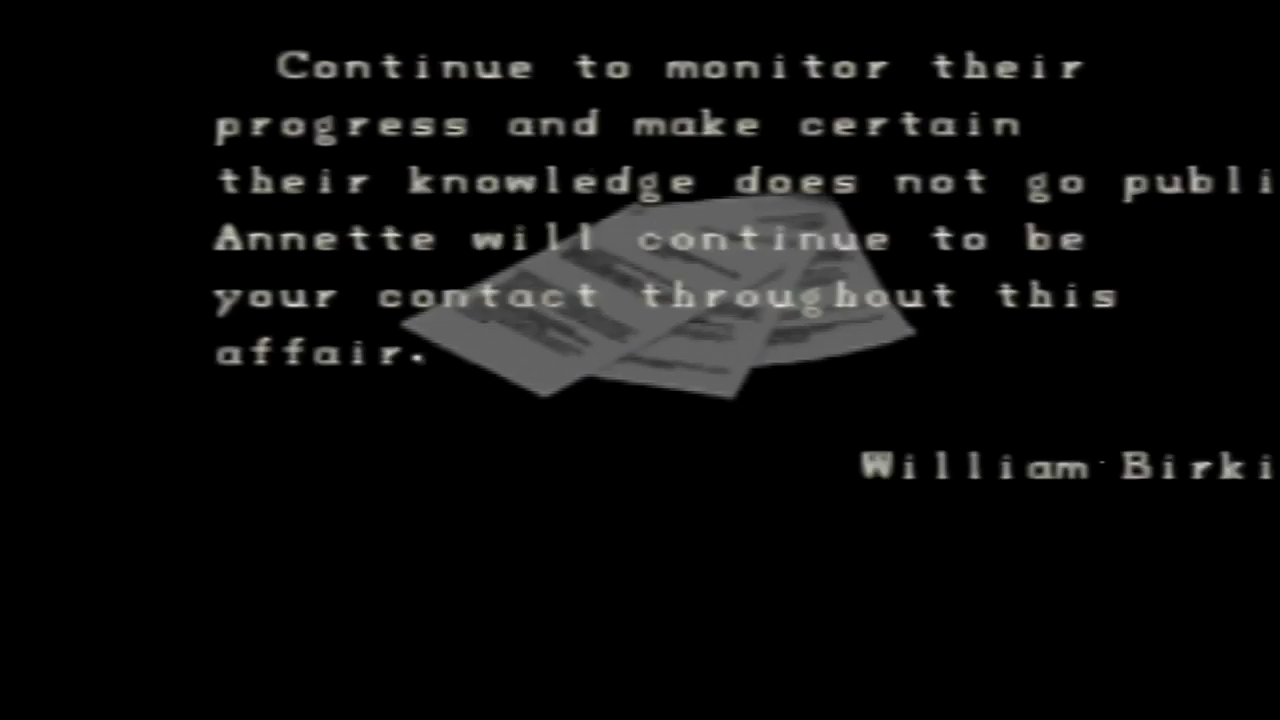 Continue to monitor their
progress and make certain
their knowledge does not go publi
Annette will continue to be
your contact throughout this
affair.
William Birki